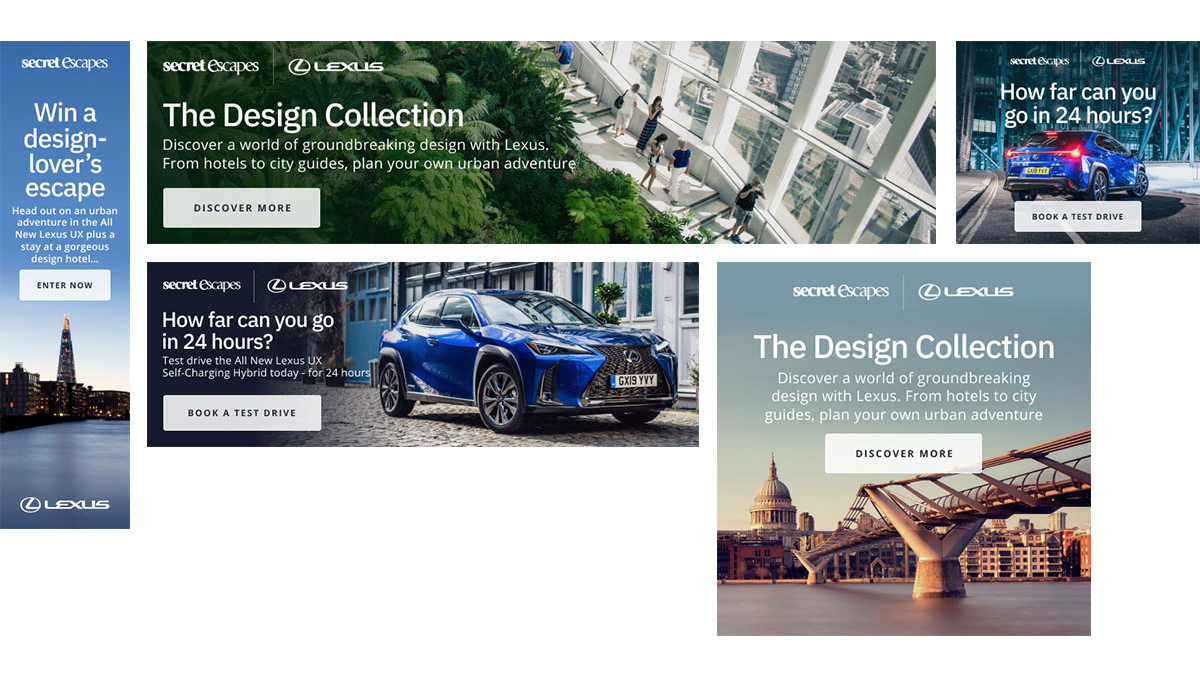 secret escapes
Win a
design-
lover's
escape
Head out on an urban
adventure in the All
New Lexus UX plus a
stay at a gorgeous
design hotel...
ENTER NOW
LEXUS
secret escapes LEXUS
The Design Collection
Discover a world of groundbreaking design with Lexus.
From hotels to city guides, plan your own urban adventure
DISCOVER MORE
secret escapes LEXUS
How far can you
go in 24 hours?
GX19 YVY
BOOK A TEST DRIVE
secret escapes LEXUS
How far can you go
in 24 hours?
Test drive the All New Lexus UX
Self-Charging Hybrid today - for 24 hours
GX19 YVY
BOOK A TEST DRIVE
secret escapes LEXUS
The Design Collection
Discover a world of groundbreaking
design with Lexus. From hotels to city
guides, plan your own urban adventure
DISCOVER MORE